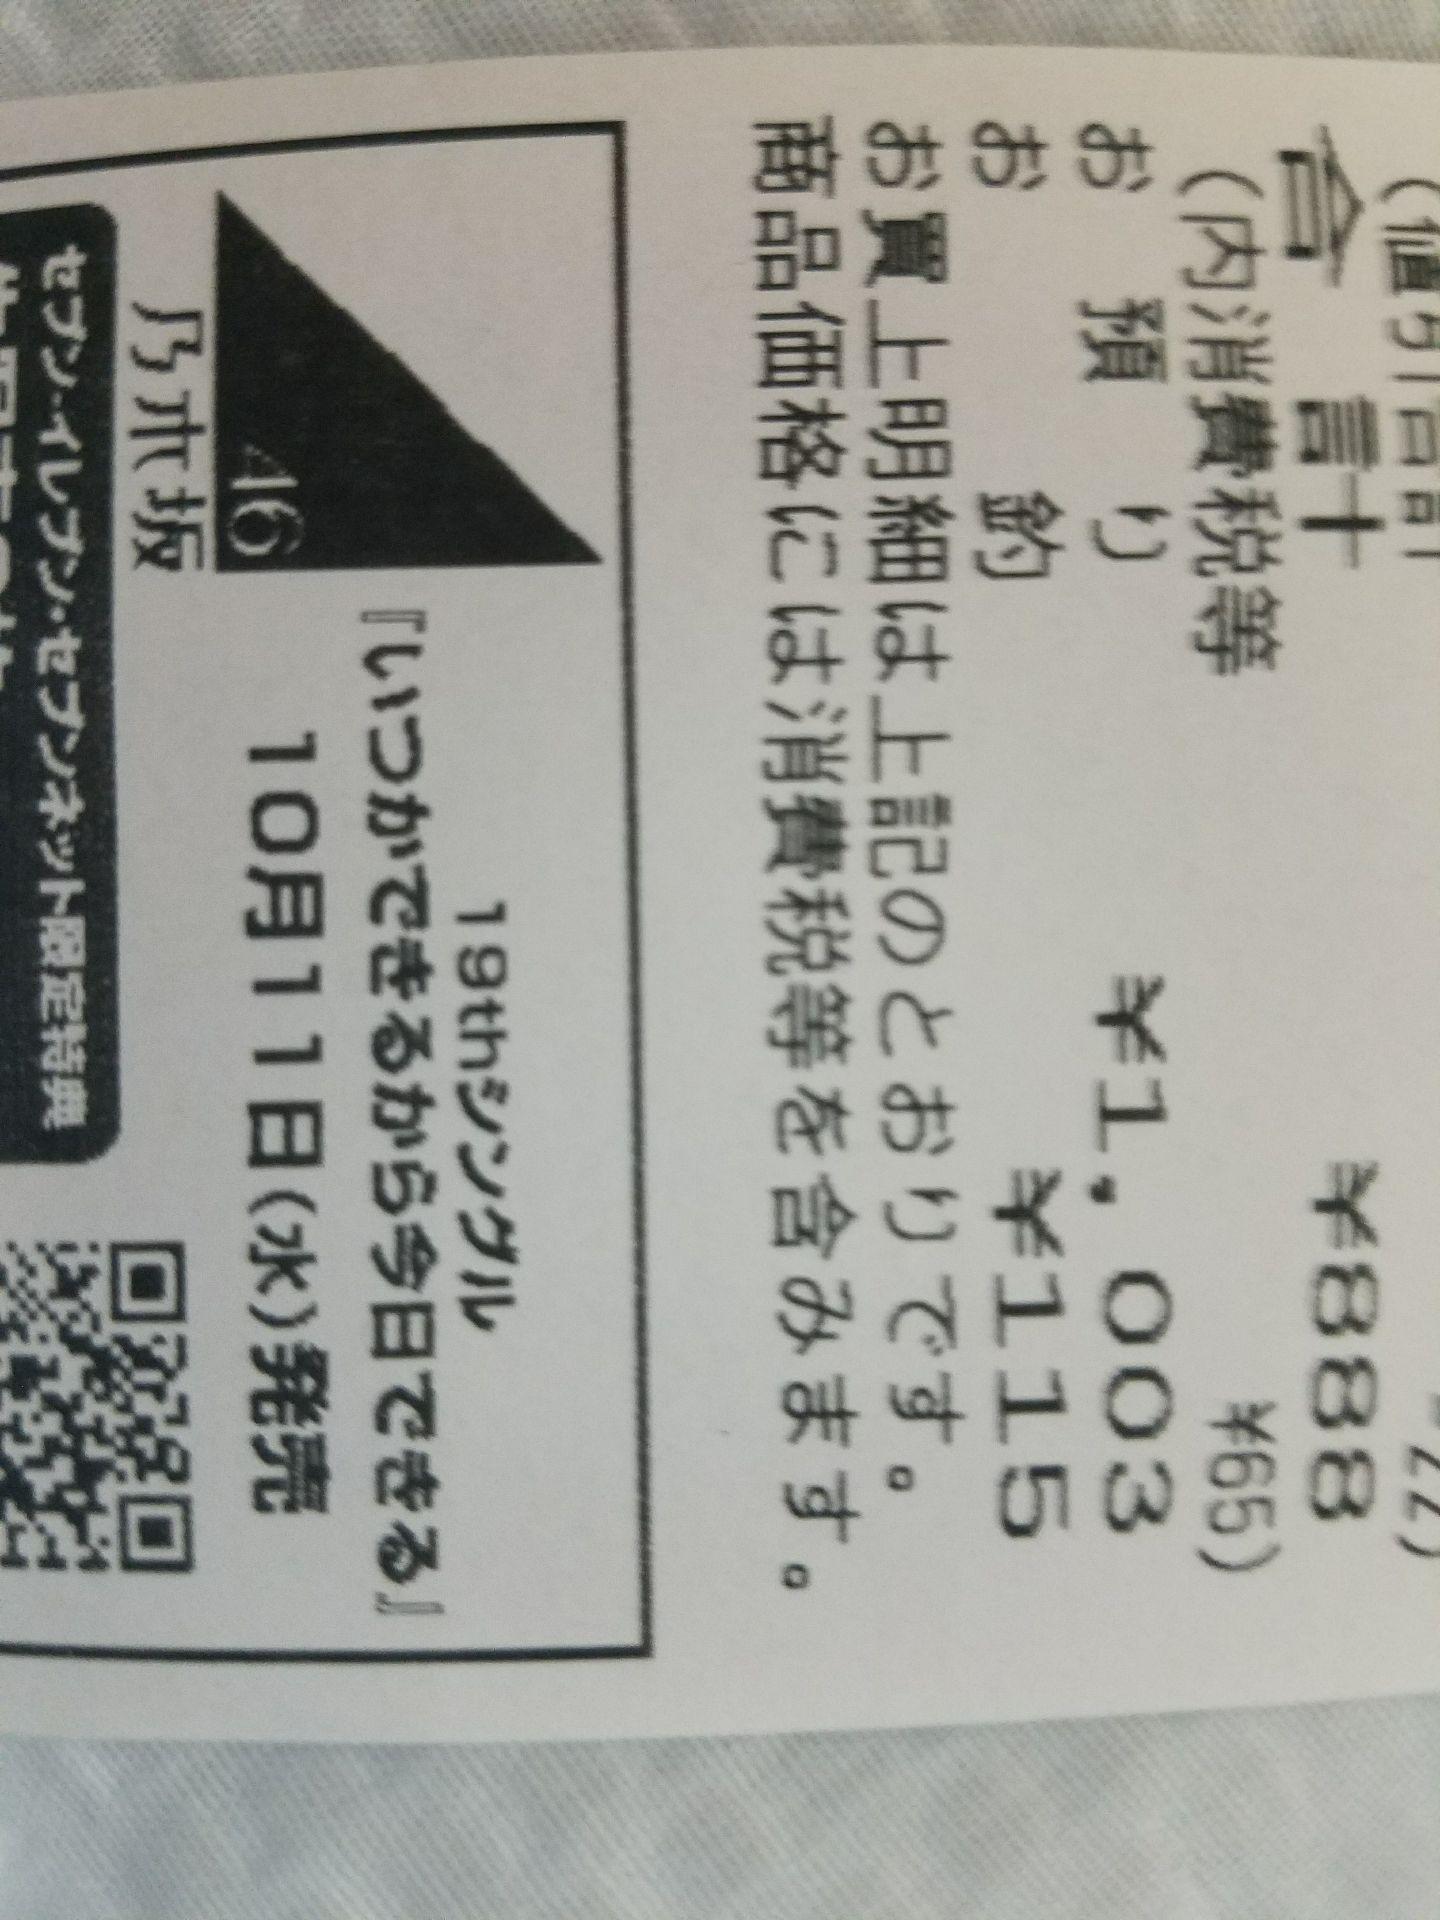 (値引合計
合計 ¥888
(内消費税等 ¥65)
お預り ¥1,003
お釣 ¥115
お買上明細は上記のとおりです。
商品価格には消費税等を含みます。
19thシングル
『いつかできるから今日できる』
10月11日(水)発売
46
乃木坂
セブン‐イレブン・セブンネット限定特典